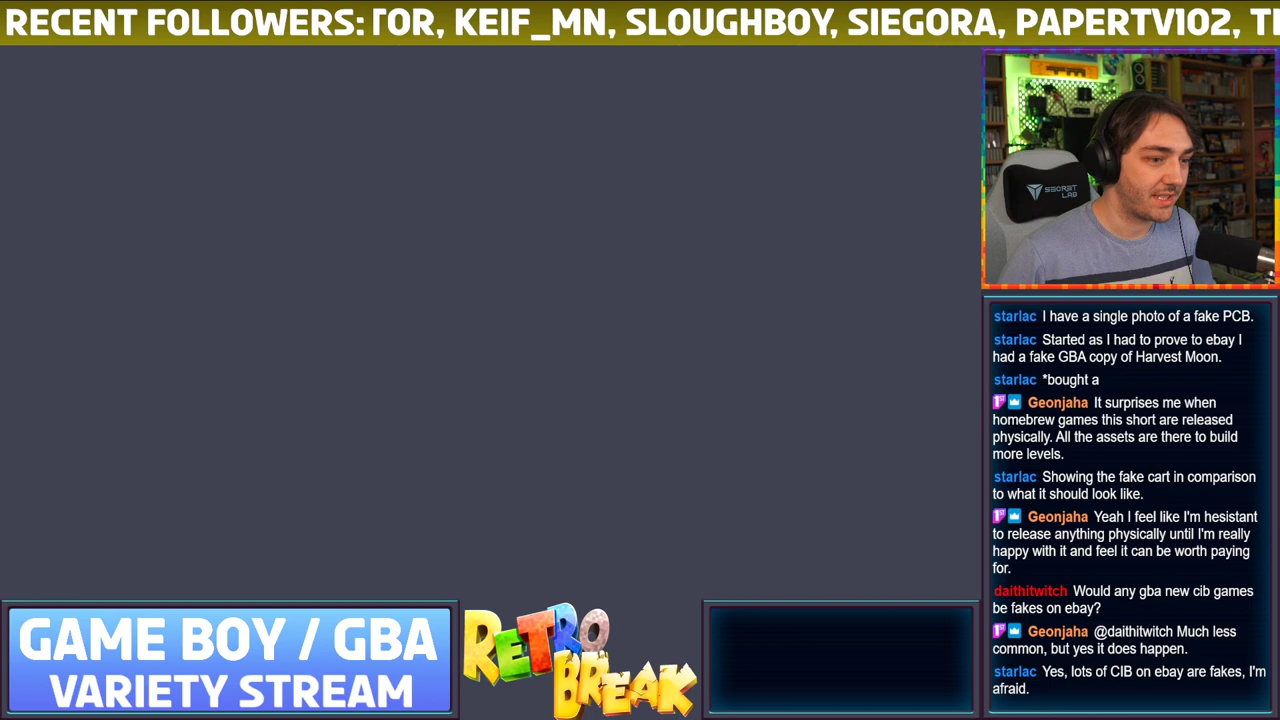 RECENT FOLLOWERS: TOR, KEIF_MN, SLOUGHBOY, SIEGORA, PAPERTV102,
SECRET
LAB
starlac I have a single photo of a fake PCB.
starlac Started as I had to prove to ebay I
had a fake GBA copy of Harvest Moon.
starlac *bought a
1ST Geonjaha It surprises me when
homebrew games this short are released
physically. All the assets are there to build
more levels.
starlac Showing the fake cart in comparison
to what it should look like.
1ST Geonjaha Yeah I feel like I'm hesistant
to release anything physically until I'm really
happy with it and feel it can be worth paying
for.
daithitwitch Would any gba new cib games
be fakes on ebay?
1ST Geonjaha @daithitwitch Much less
common, but yes it does happen.
starlac Yes, lots of CIB on ebay are fakes, I'm
afraid.
GAME BOY / GBA
VARIETY STREAM
RETRO
BREAK